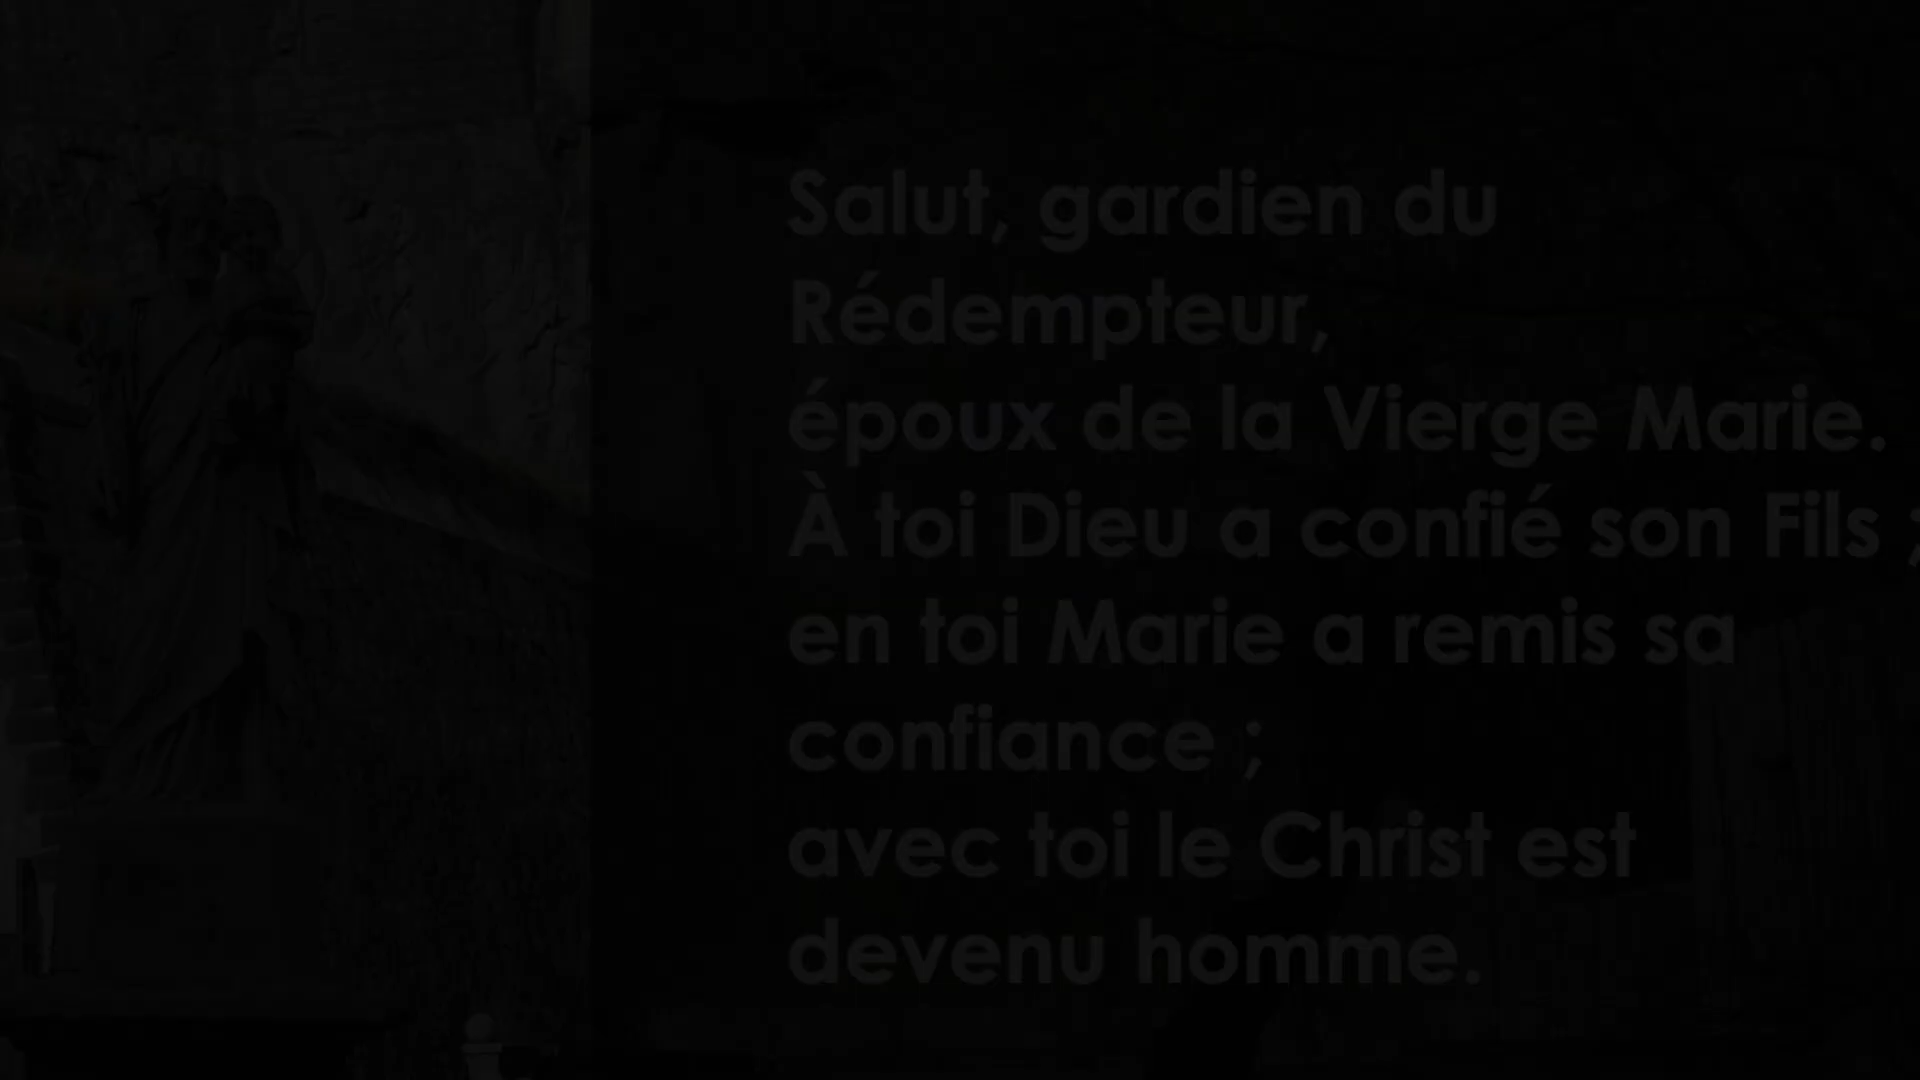 Salut, gardien du
Rédempteur,
époux de la Vierge Marie.
À toi Dieu a confié son Fils ;
en toi Marie a remis sa
confiance ;
avec toi le Christ est
devenu homme.